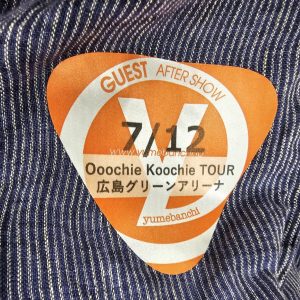 GUEST AFTER SHOW
7/12
Ooochie Koochie TOUR
広島グリーンアリーナ
yumebanchi